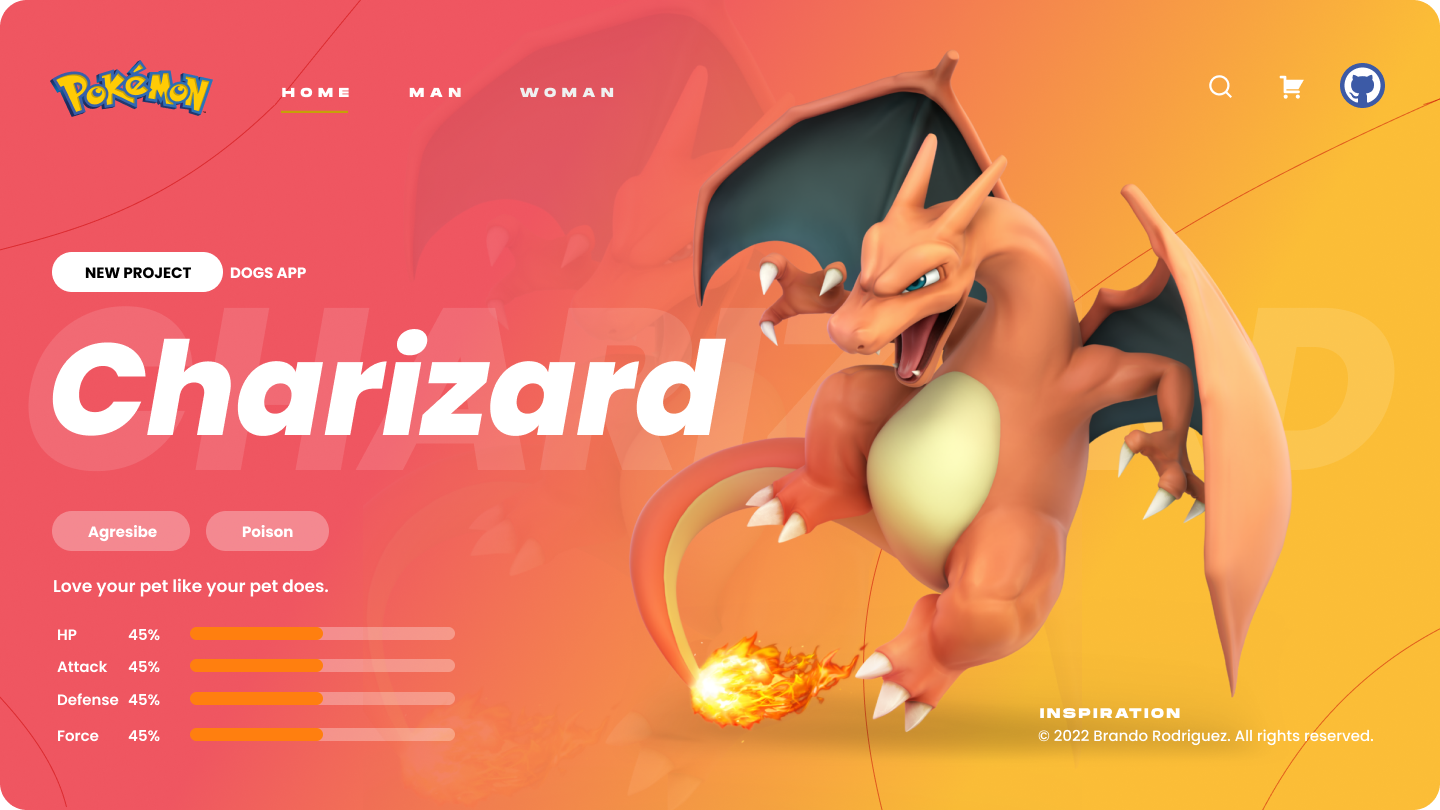 Pokémon
HOME MAN WOMAN
NEW PROJECT DOGS APP
CHARIZARD
Charizard
Agresibe Poison
Love your pet like your pet does.
HP 45%
Attack 45%
Defense 45%
Force 45%
INSPIRATION
© 2022 Brando Rodriguez. All rights reserved.